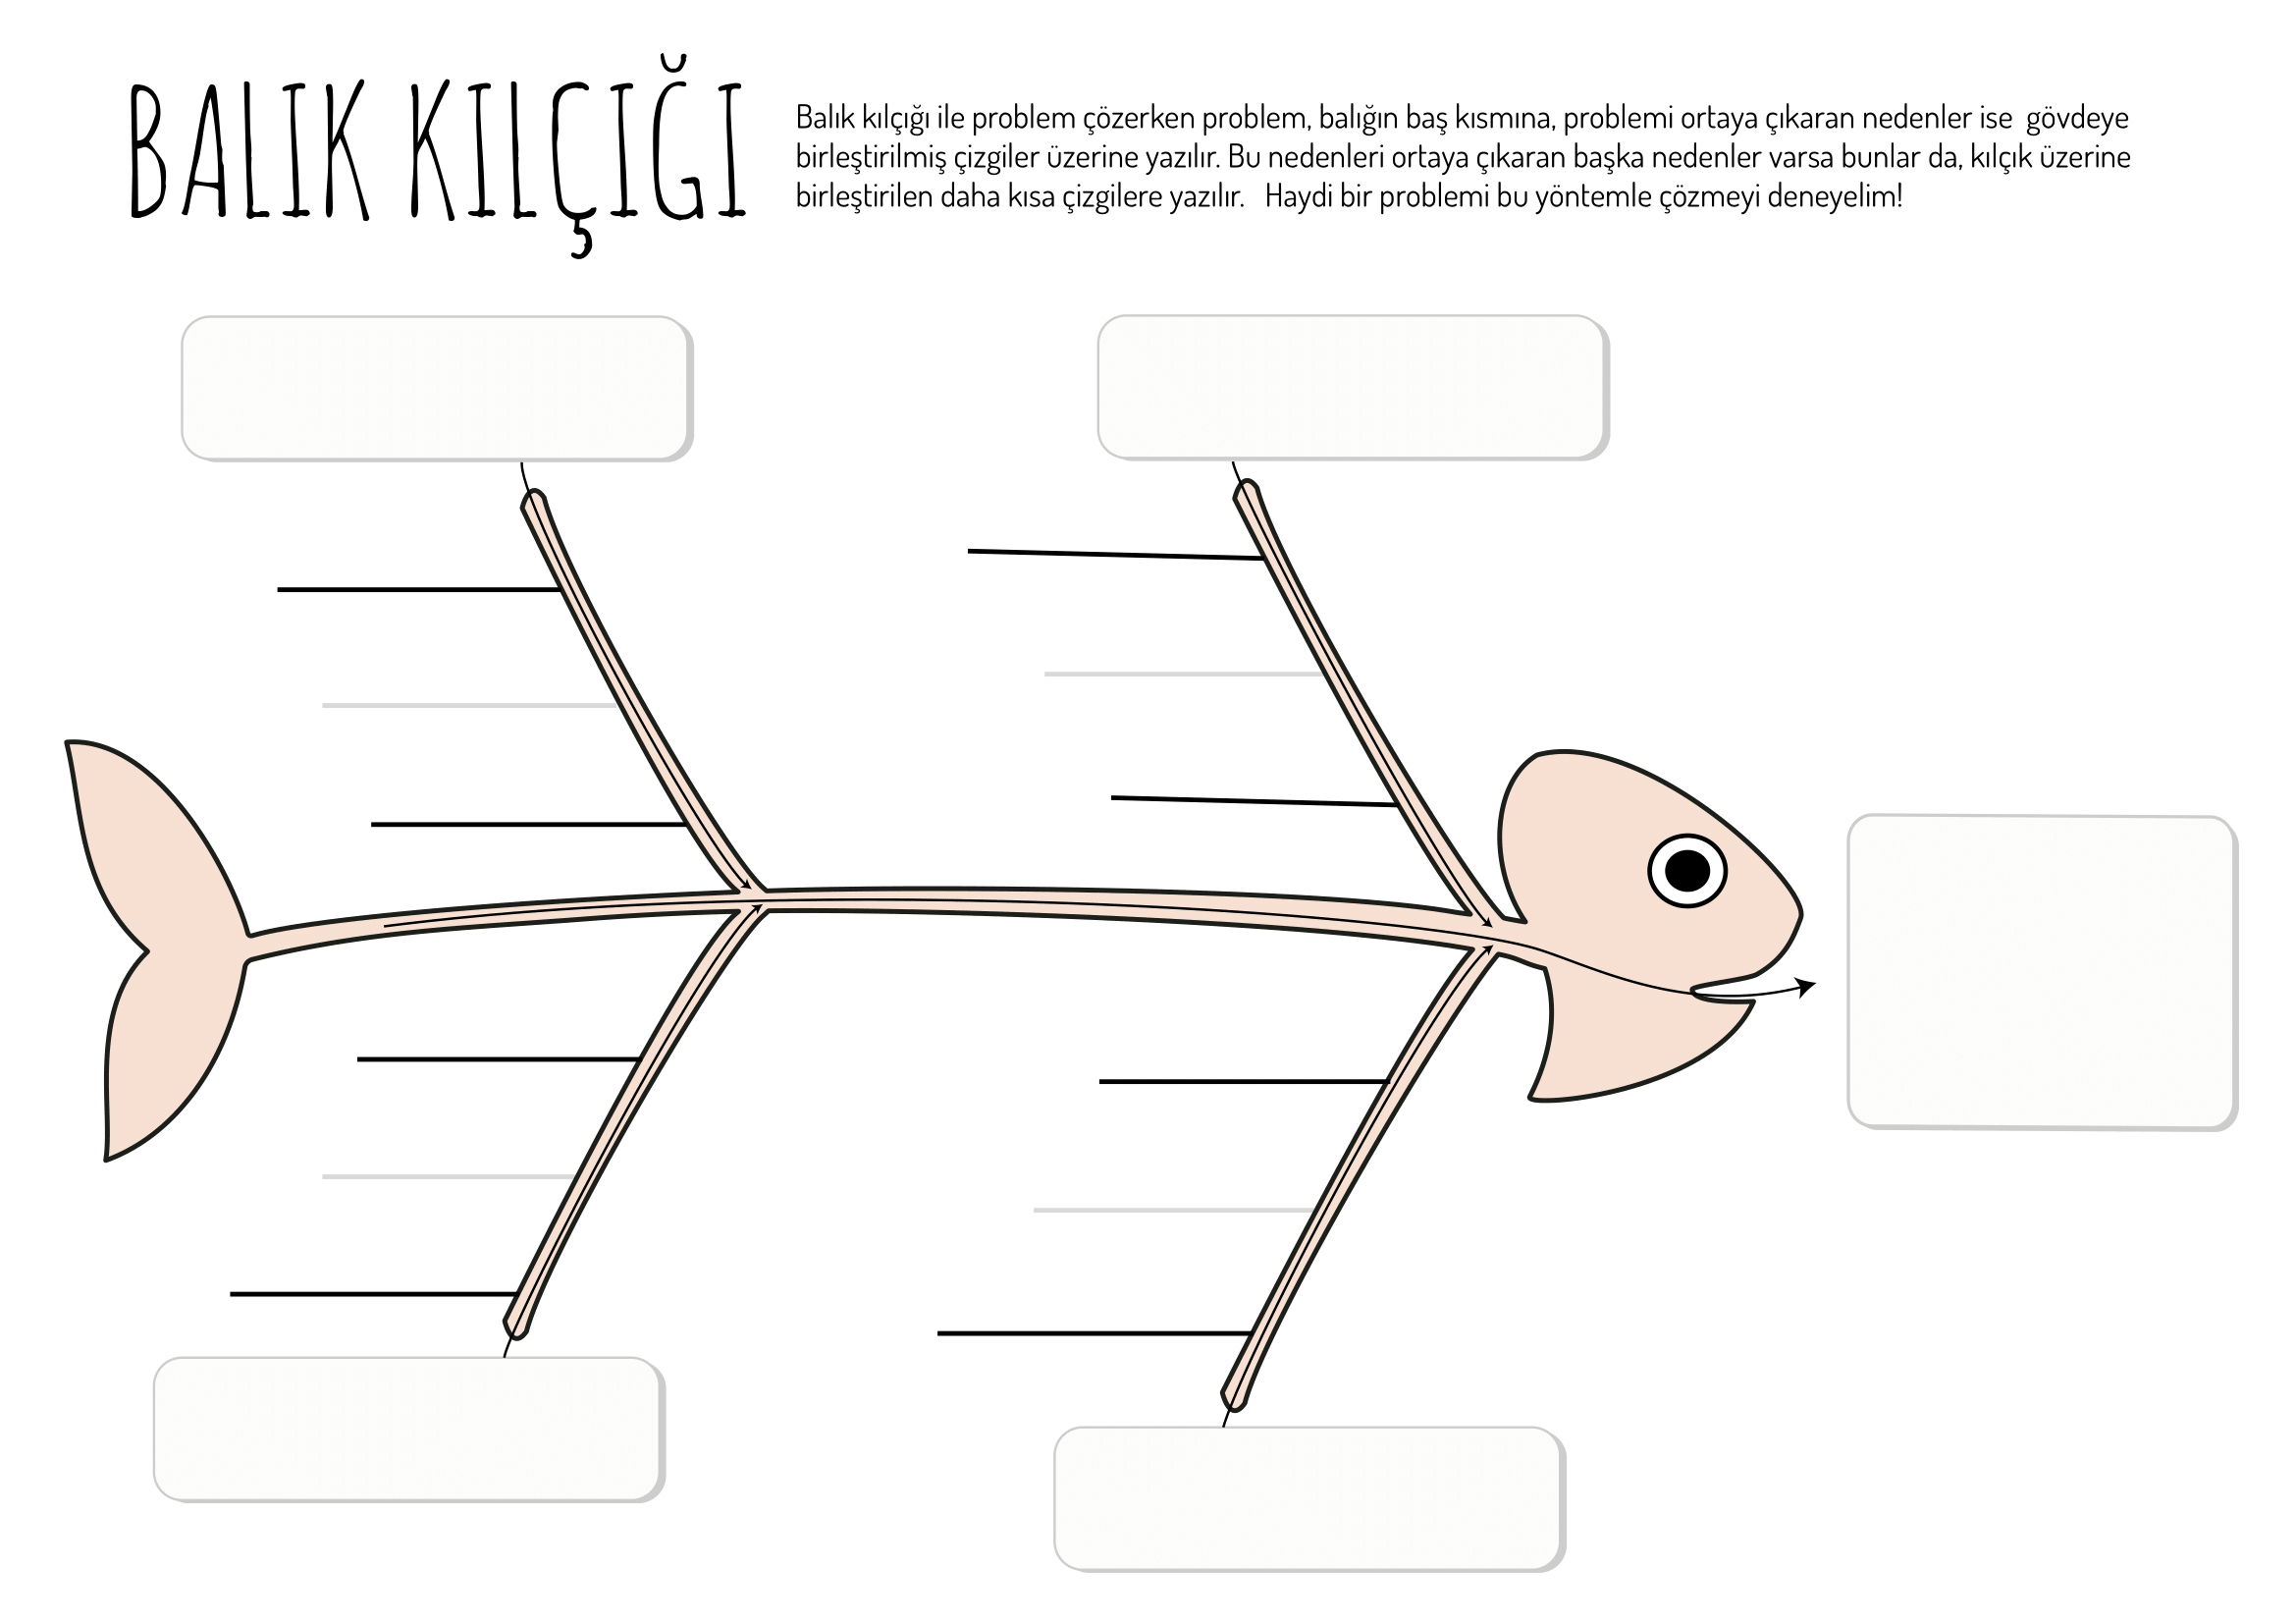 BALIK KILÇIĞI
Balık kılçığı ile problem çözerken problem, balığın baş kısmına, problemi ortaya çıkaran nedenler ise gövdeye
birleştirilmiş çizgiler üzerine yazılır. Bu nedenleri ortaya çıkaran başka nedenler varsa bunlar da, kılçık üzerine
birleştirilen daha kısa çizgilere yazılır. Haydi bir problemi bu yöntemle çözmeyi deneyelim!